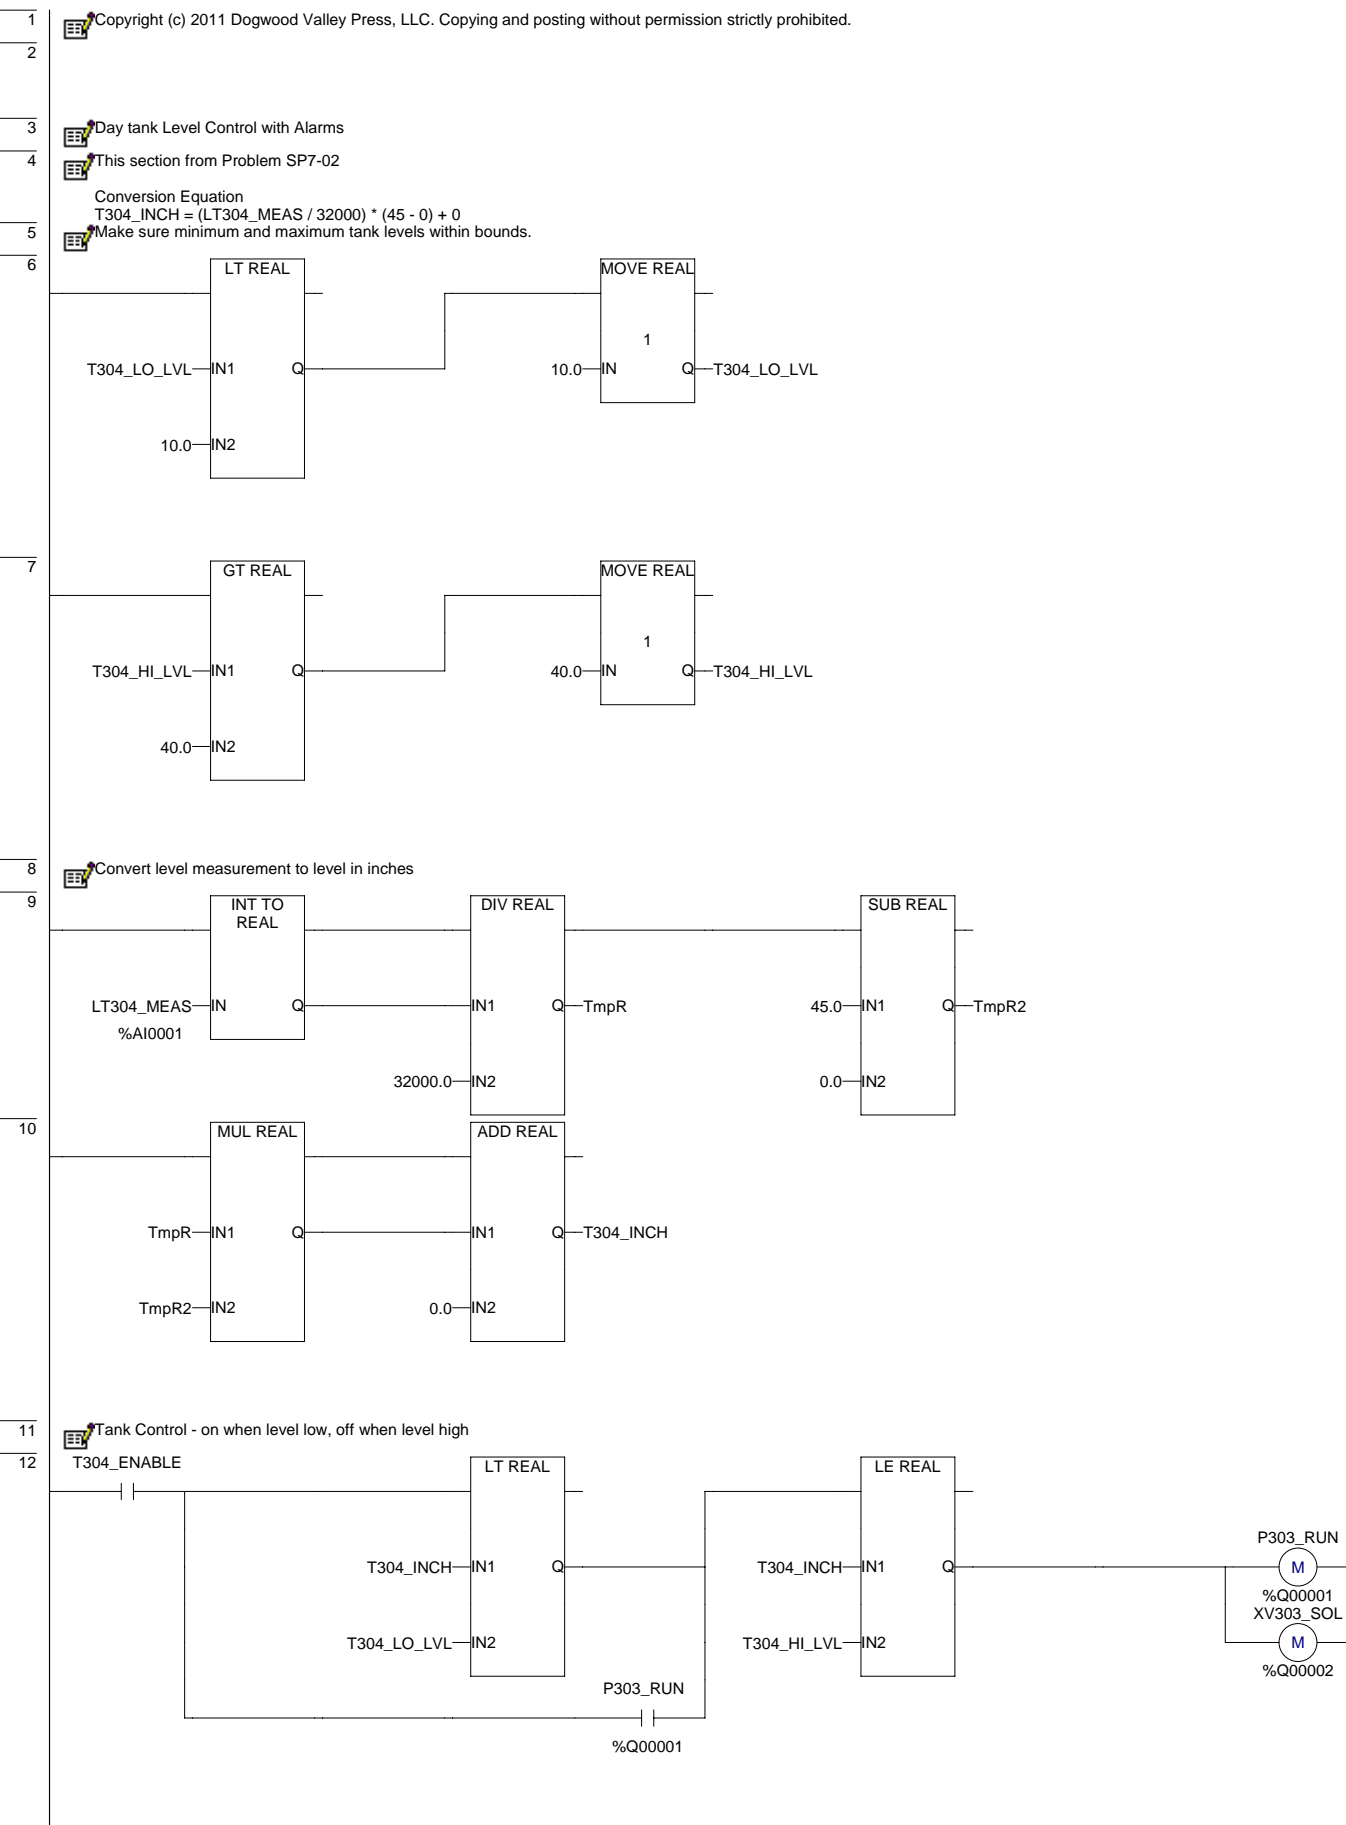 1 Copyright (c) 2011 Dogwood Valley Press, LLC. Copying and posting without permission strictly prohibited.
2
3 Day tank Level Control with Alarms
4 This section from Problem SP7-02
Conversion Equation
T304_INCH = (LT304_MEAS / 32000) * (45 - 0) + 0
5 Make sure minimum and maximum tank levels within bounds.
6 LT REAL MOVE REAL
1
T304_LO_LVL IN1 Q 10.0 IN Q T304_LO_LVL
10.0 IN2
7 GT REAL MOVE REAL
1
T304_HI_LVL IN1 Q 40.0 IN Q T304_HI_LVL
40.0 IN2
8 Convert level measurement to level in inches
9 INT TO REAL DIV REAL SUB REAL
LT304_MEAS IN Q IN1 Q TmpR 45.0 IN1 Q TmpR2
%AI0001
32000.0 IN2 0.0 IN2
10 MUL REAL ADD REAL
TmpR IN1 Q IN1 Q T304_INCH
TmpR2 IN2 0.0 IN2
11 Tank Control - on when level low, off when level high
12 T304_ENABLE LT REAL LE REAL
P303_RUN
T304_INCH IN1 Q T304_INCH IN1 Q M
%Q00001
XV303_SOL
T304_LO_LVL IN2 T304_HI_LVL IN2 M
%Q00002
P303_RUN
%Q00001